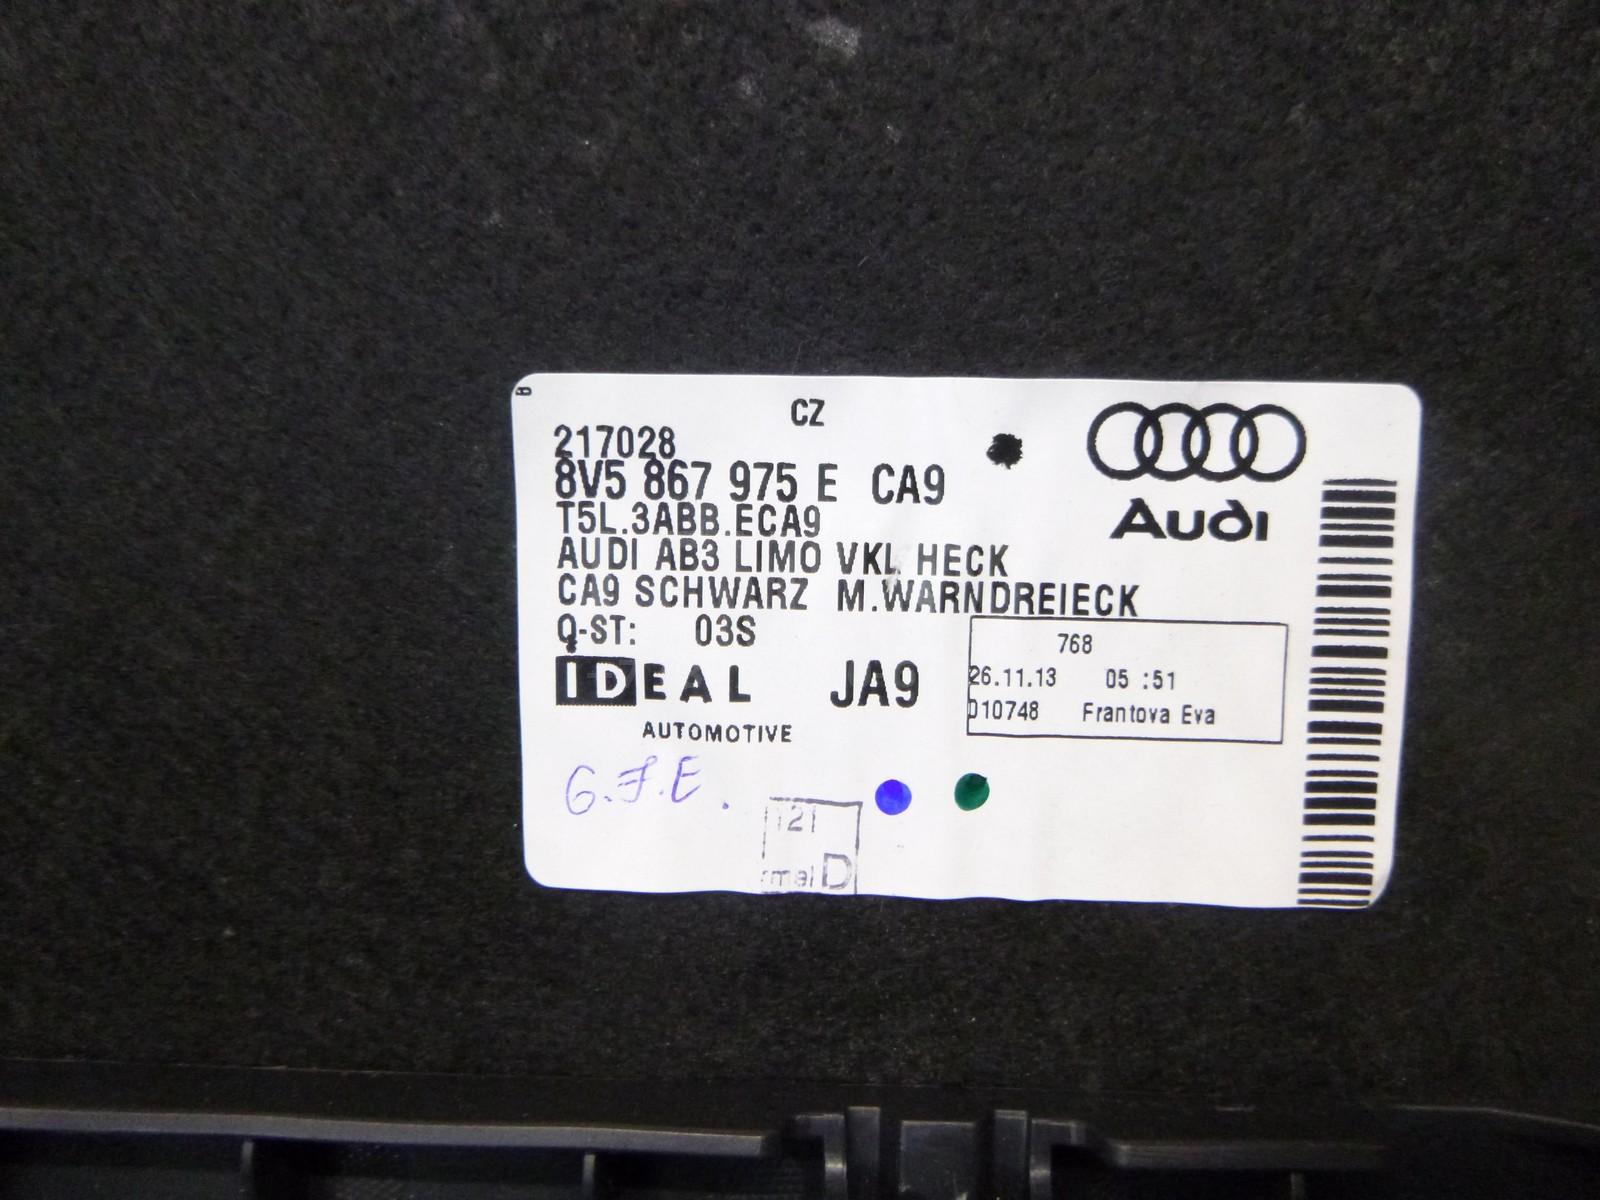 CZ
217028
8V5 867 975 E CA9
T5L.3ABB.ECA9
AUDI AB3 LIMO VKL HECK
CA9 SCHWARZ M.WARNDREIECK
Q-ST: 03S
IDEAL
AUTOMOTIVE
JA9
Audi
768
26.11.13 05 :51
010748 Frantova Eva
121
D